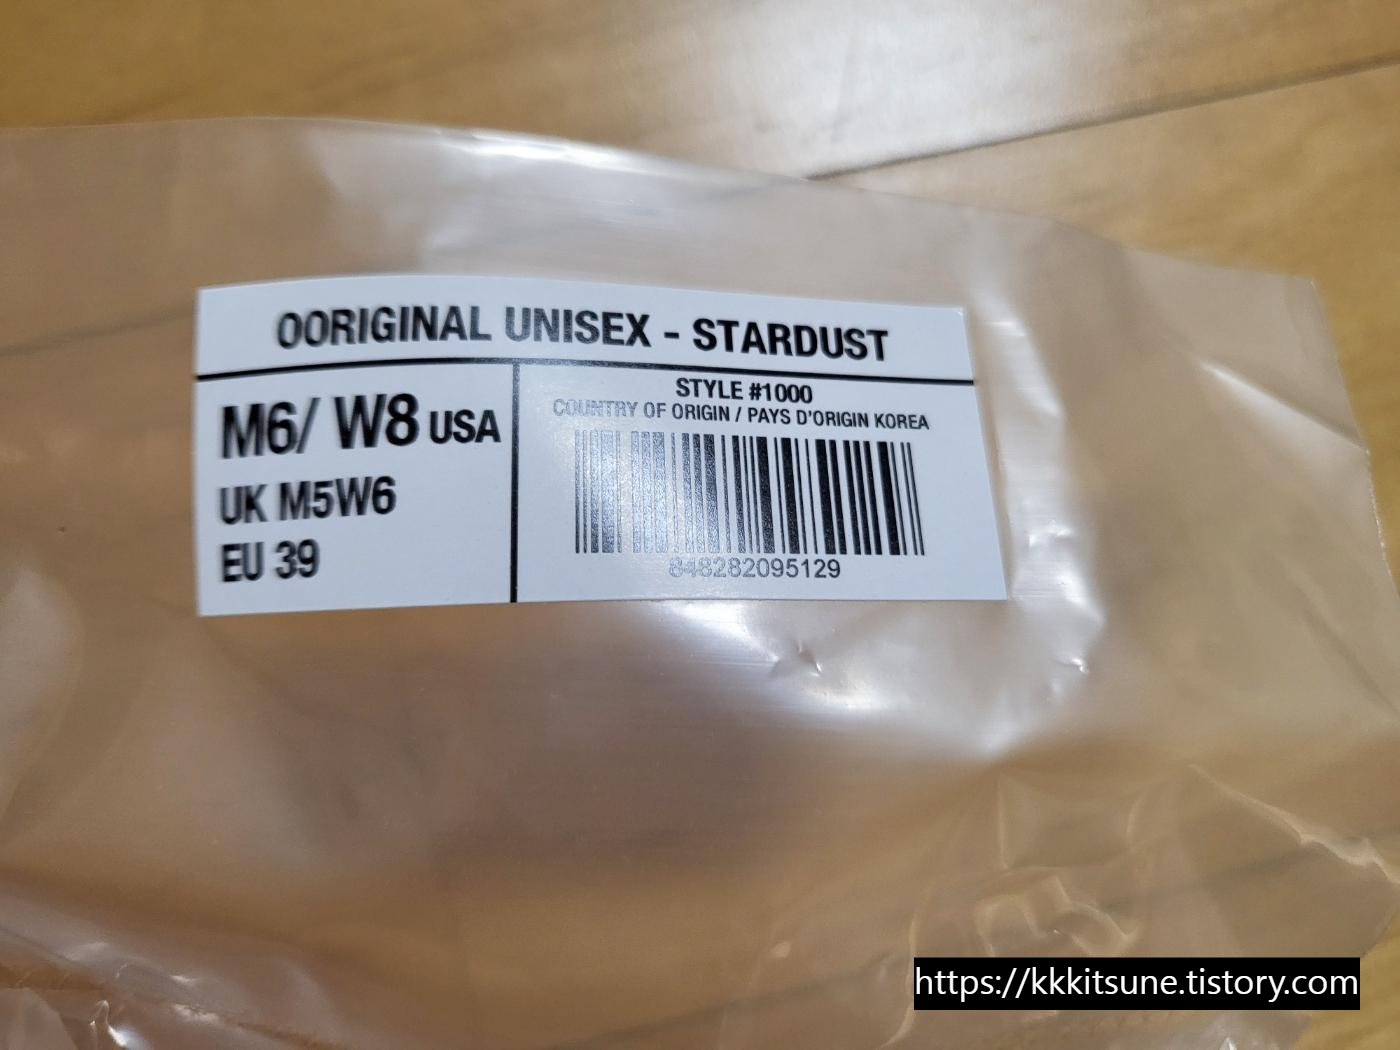 OORIGINAL UNISEX - STARDUST
M6/ W8 USA
UK M5W6
EU 39
STYLE #1000
COUNTRY OF ORIGIN / PAYS D'ORIGIN KOREA
848282095129
https://kkkitsune.tistory.com